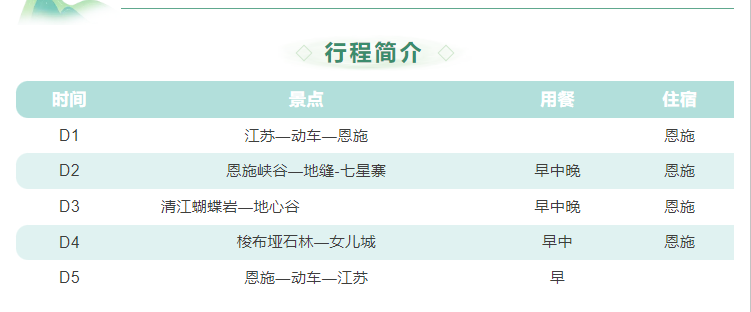 行程简介
时间 景点 用餐 住宿
D1 江苏—动车—恩施 恩施
D2 恩施峡谷—地缝-七星寨 早中晚 恩施
D3 清江蝴蝶岩—地心谷 早中晚 恩施
D4 梭布垭石林—女儿城 早中 恩施
D5 恩施—动车—江苏 早